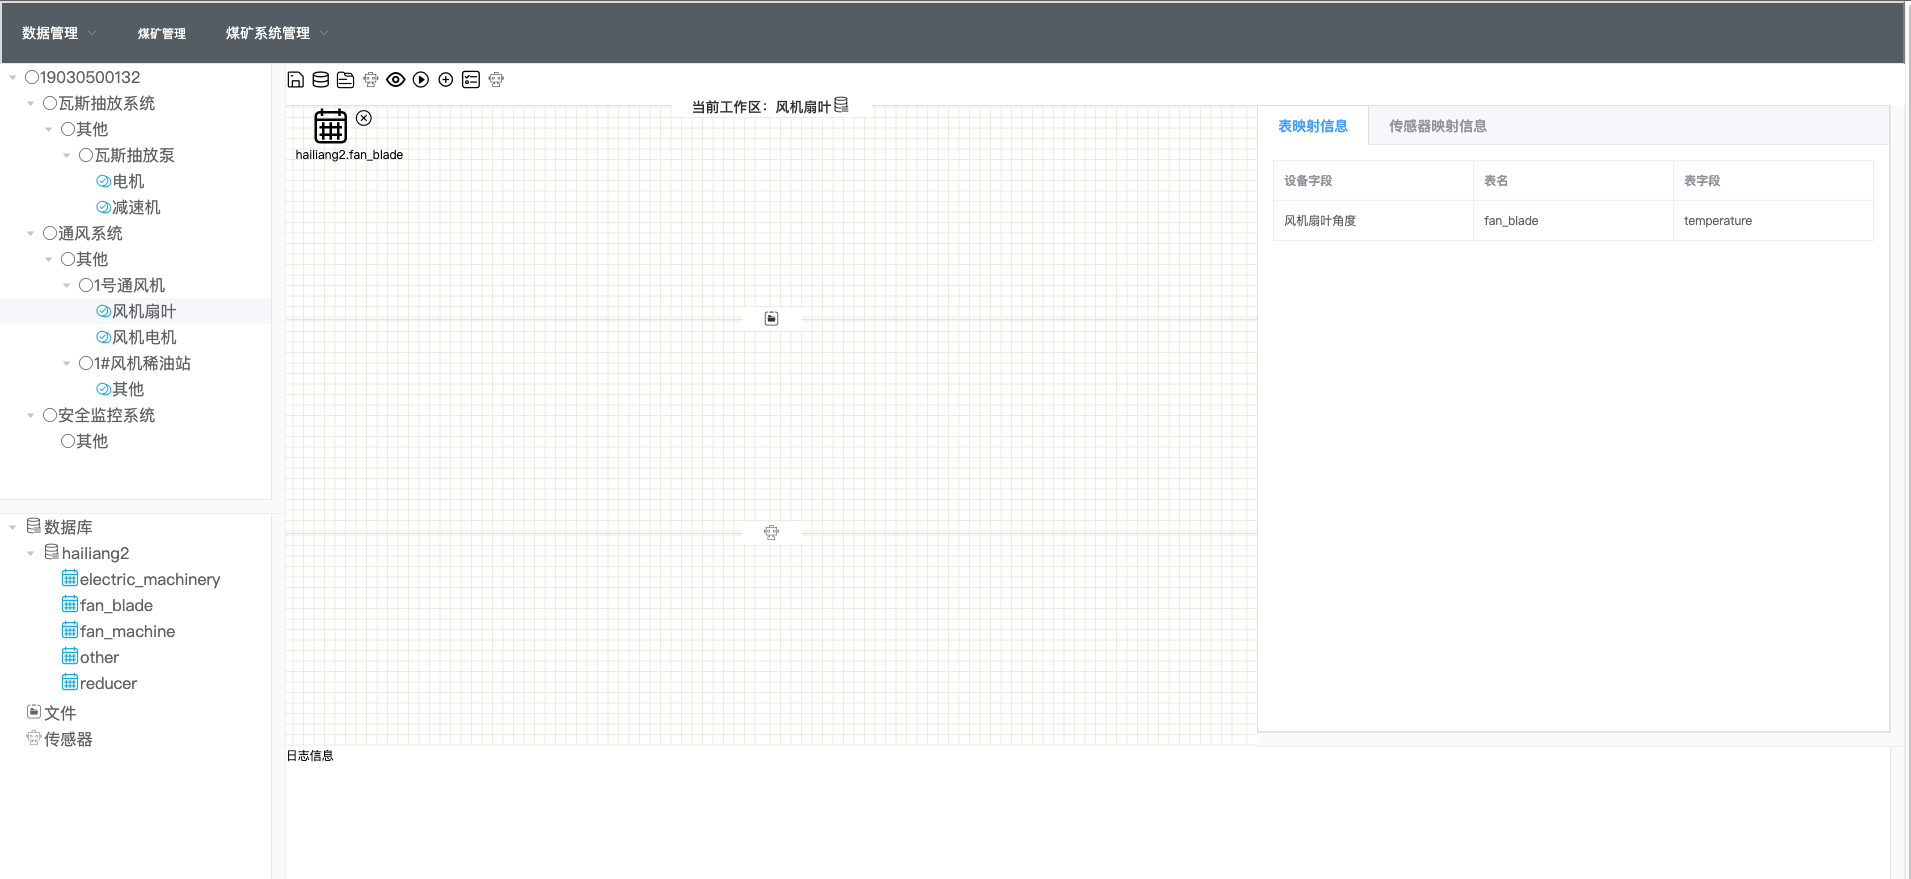 数据管理 煤矿管理 煤矿系统管理
19030500132
瓦斯抽放系统
其他
瓦斯抽放泵
电机
减速机
通风系统
其他
1号通风机
风机扇叶
风机电机
1#风机稀油站
其他
安全监控系统
其他
数据库
hailiang2
electric_machinery
fan_blade
fan_machine
other
reducer
文件
传感器
当前工作区：风机扇叶
hailiang2.fan_blade
日志信息
表映射信息 传感器映射信息
设备字段 表名 表字段
风机扇叶角度 fan_blade temperature